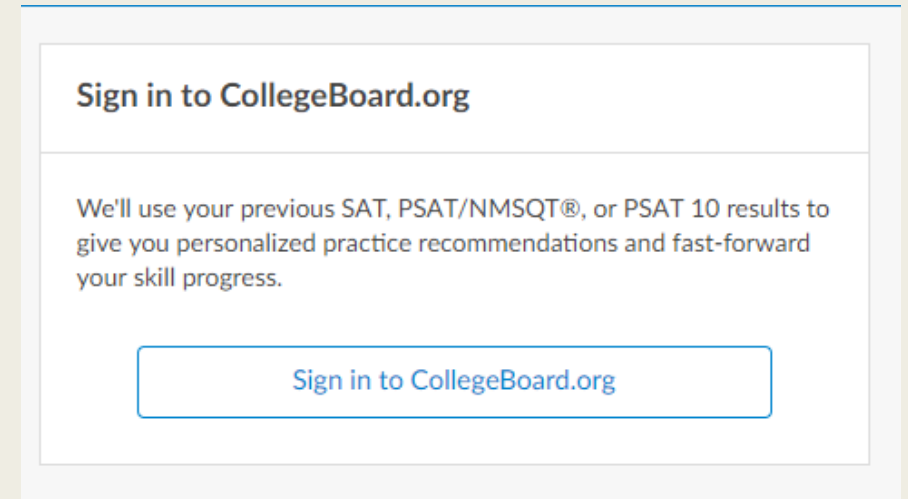 Sign in to CollegeBoard.org
We'll use your previous SAT, PSAT/NMSQT®, or PSAT 10 results to
give you personalized practice recommendations and fast-forward
your skill progress.
Sign in to CollegeBoard.org